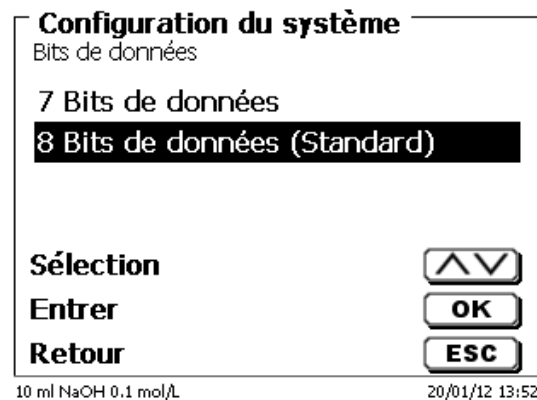 Configuration du système
Bits de données
7 Bits de données
8 Bits de données (Standard)
Sélection
Entrer OK
Retour ESC
10 ml NaOH 0.1 mol/L 20/01/12 13:52